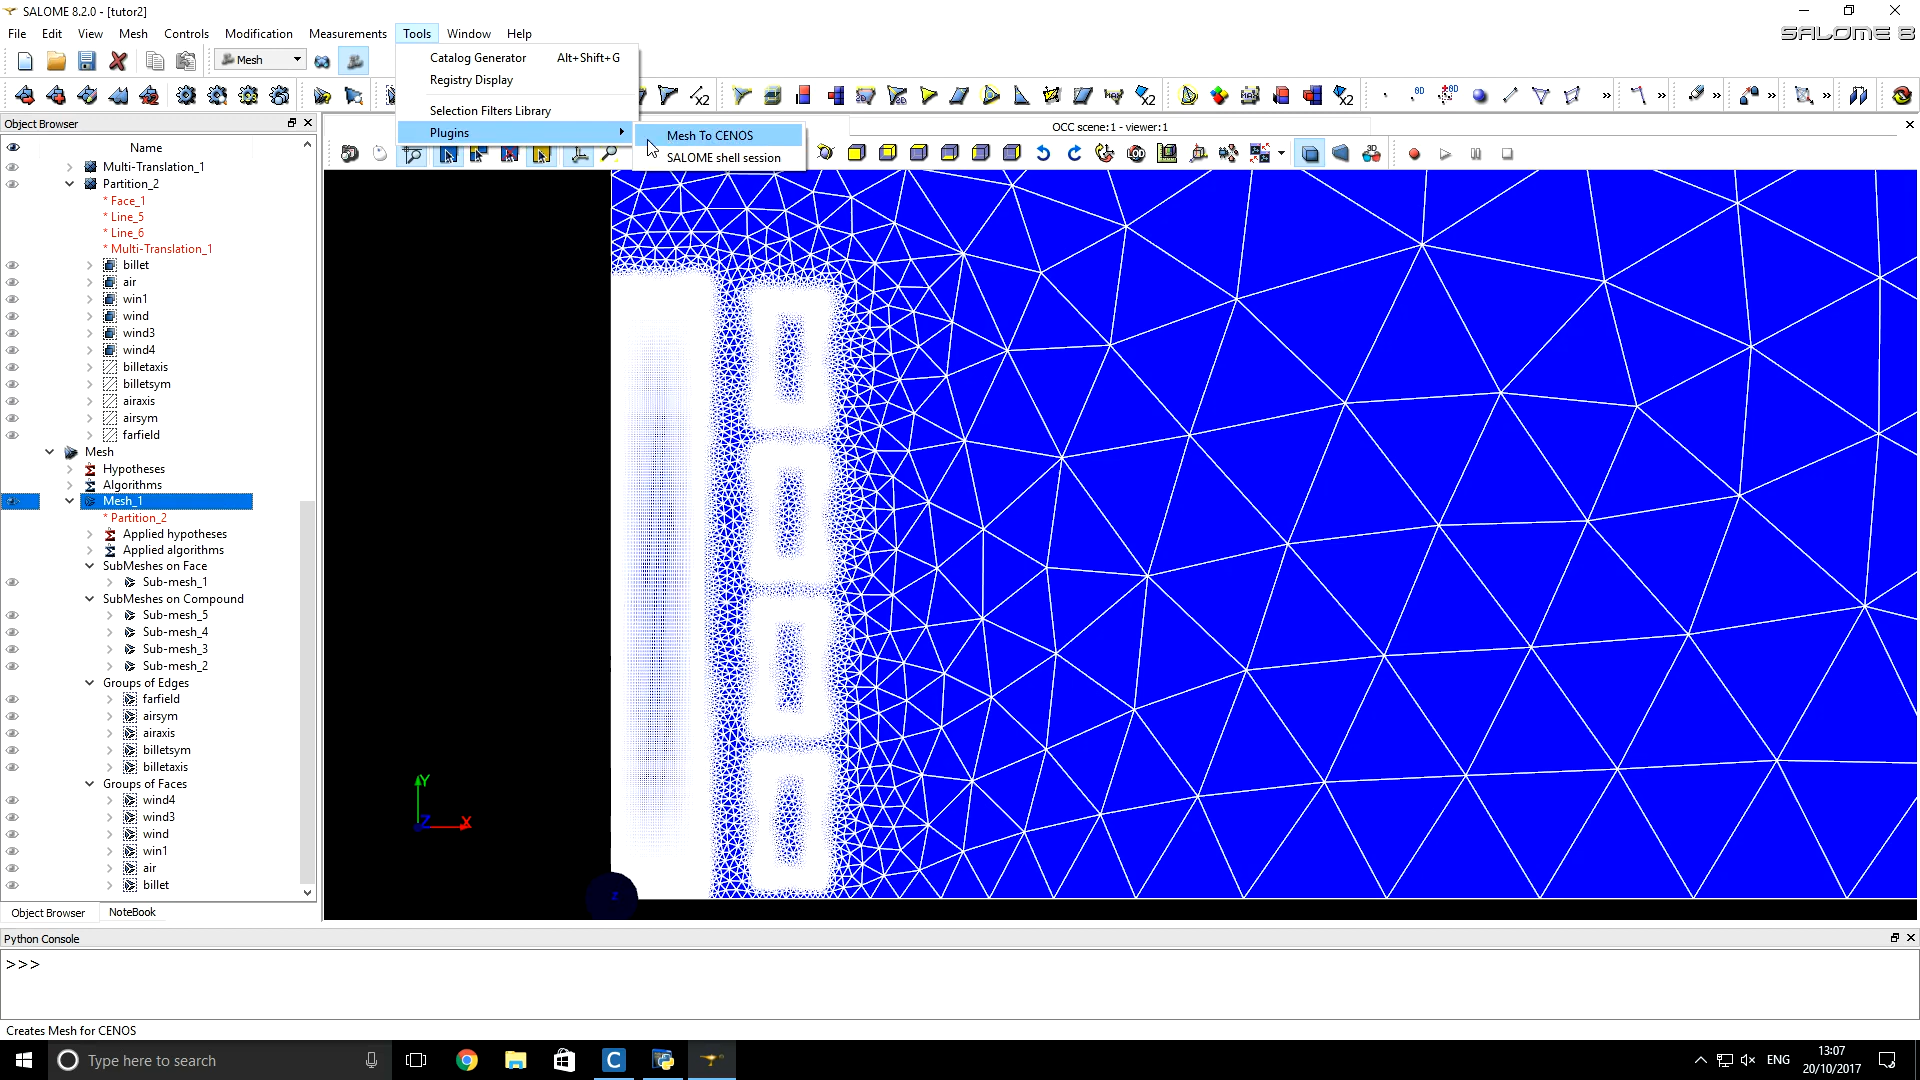 SALOME 8.2.0 - [tutor2]
File Edit View Mesh Controls Modification Measurements Tools Window Help
SALOME 8
Mesh
Catalog Generator Alt+Shift+G
Registry Display
Selection Filters Library
Plugins
Mesh To CENOS
SALOME shell session
Object Browser
OCC scene:1 - viewer:1
Name
Multi-Translation_1
Partition_2
* Face_1
* Line_5
* Line_6
* Multi-Translation_1
billet
air
win1
wind
wind3
wind4
billetaxis
billetsym
airaxis
airsym
farfield
Mesh
Hypotheses
Algorithms
Mesh_1
* Partition_2
Applied hypotheses
Applied algorithms
SubMeshes on Face
Sub-mesh_1
SubMeshes on Compound
Sub-mesh_5
Sub-mesh_4
Sub-mesh_3
Sub-mesh_2
Groups of Edges
farfield
airsym
airaxis
billetsym
billetaxis
Groups of Faces
wind4
wind3
wind
win1
air
billet
Y
Z X
Object Browser NoteBook
Python Console
>>>
Creates Mesh for CENOS
Type here to search
ENG
13:07
20/10/2017